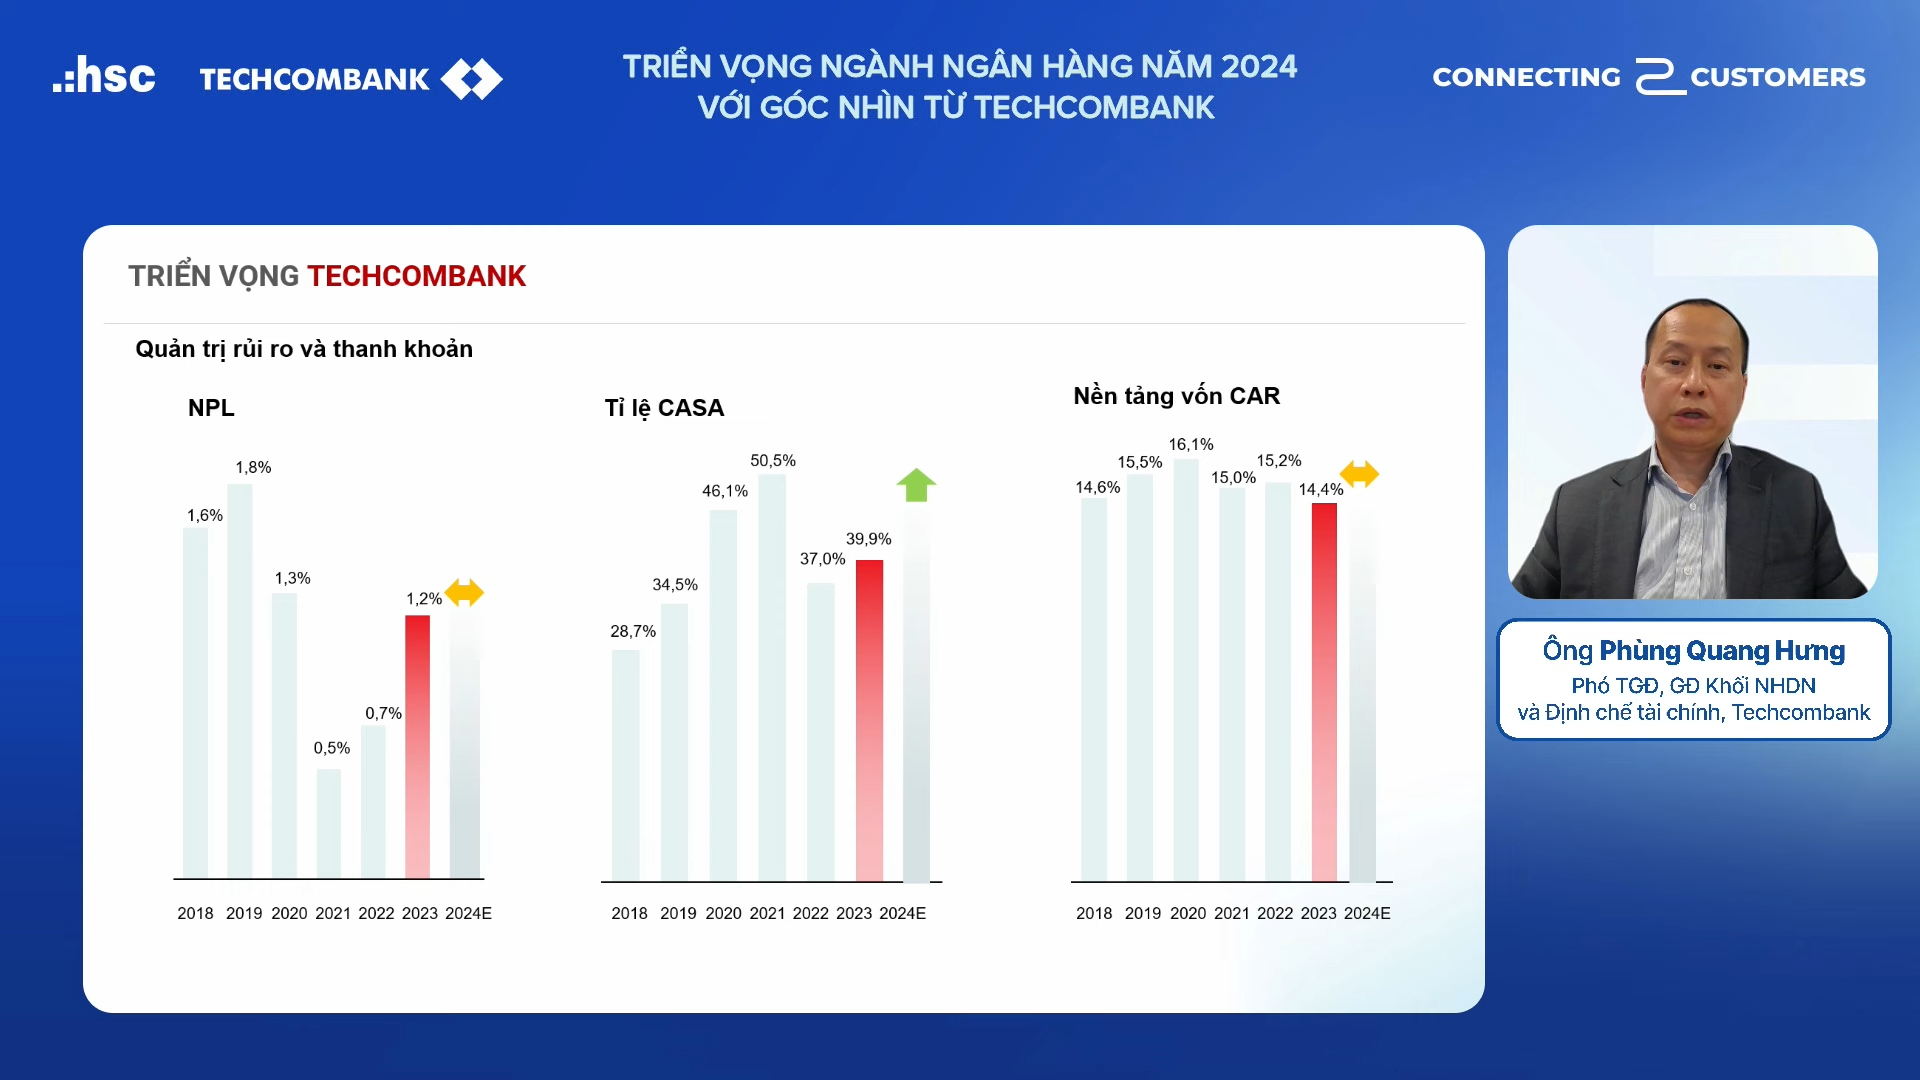 .:hsc
TECHCOMBANK
TRIỂN VỌNG NGÀNH NGÂN HÀNG NĂM 2024
VỚI GÓC NHÌN TỪ TECHCOMBANK
CONNECTING CUSTOMERS
TRIỂN VỌNG TECHCOMBANK
Quản trị rủi ro và thanh khoản
NPL
1,6%
1,8%
1,3%
0,5%
0,7%
1,2%
2018 2019 2020 2021 2022 2023 2024E
Tỉ lệ CASA
28,7%
34,5%
46,1%
50,5%
37,0%
39,9%
2018 2019 2020 2021 2022 2023 2024E
Nền tảng vốn CAR
14,6%
15,5%
16,1%
15,0%
15,2%
14,4%
2018 2019 2020 2021 2022 2023 2024E
Ông Phùng Quang Hưng
Phó TGĐ, GĐ Khối NHDN
và Định chế tài chính, Techcombank